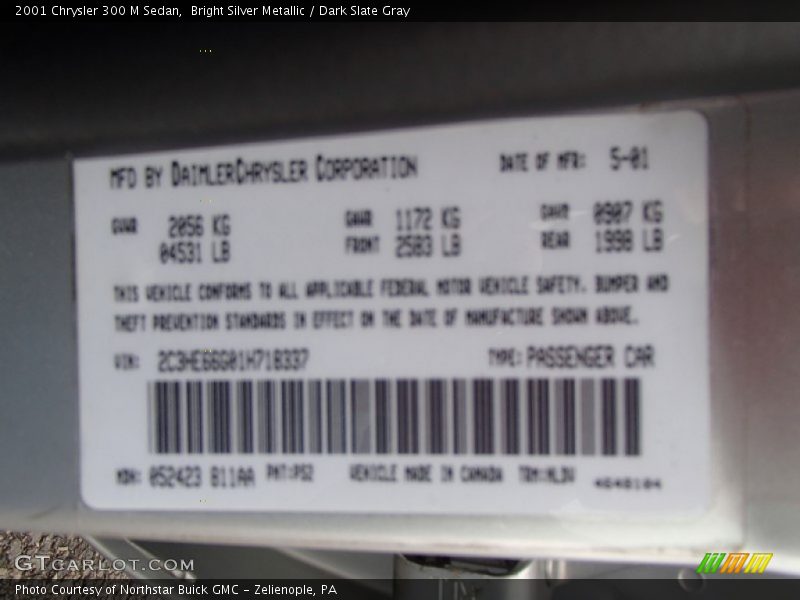 2001 Chrysler 300 M Sedan,  Bright Silver Metallic / Dark Slate Gray
MFD BY DAIMLERCHRYSLER CORPORATION DATE OF MFR: 5-01
GVWR 2056 KG GAWR 1172 KG GAWR 0907 KG
04531 LB FRONT 2583 LB REAR 1998 LB
THIS VEHICLE CONFORMS TO ALL APPLICABLE FEDERAL MOTOR VEHICLE SAFETY, BUMPER AND
THEFT PREVENTION STANDARDS IN EFFECT ON THE DATE OF MANUFACTURE SHOWN ABOVE.
VIN: 2C3HE66G01H718337 TYPE: PASSENGER CAR
MDH: 052423 811AA PNT:PS2 VEHICLE MADE IN CANADA TRM:MLDV 4648104
GTCARLOT.COM
Photo Courtesy of Northstar Buick GMC - Zelienople, PA